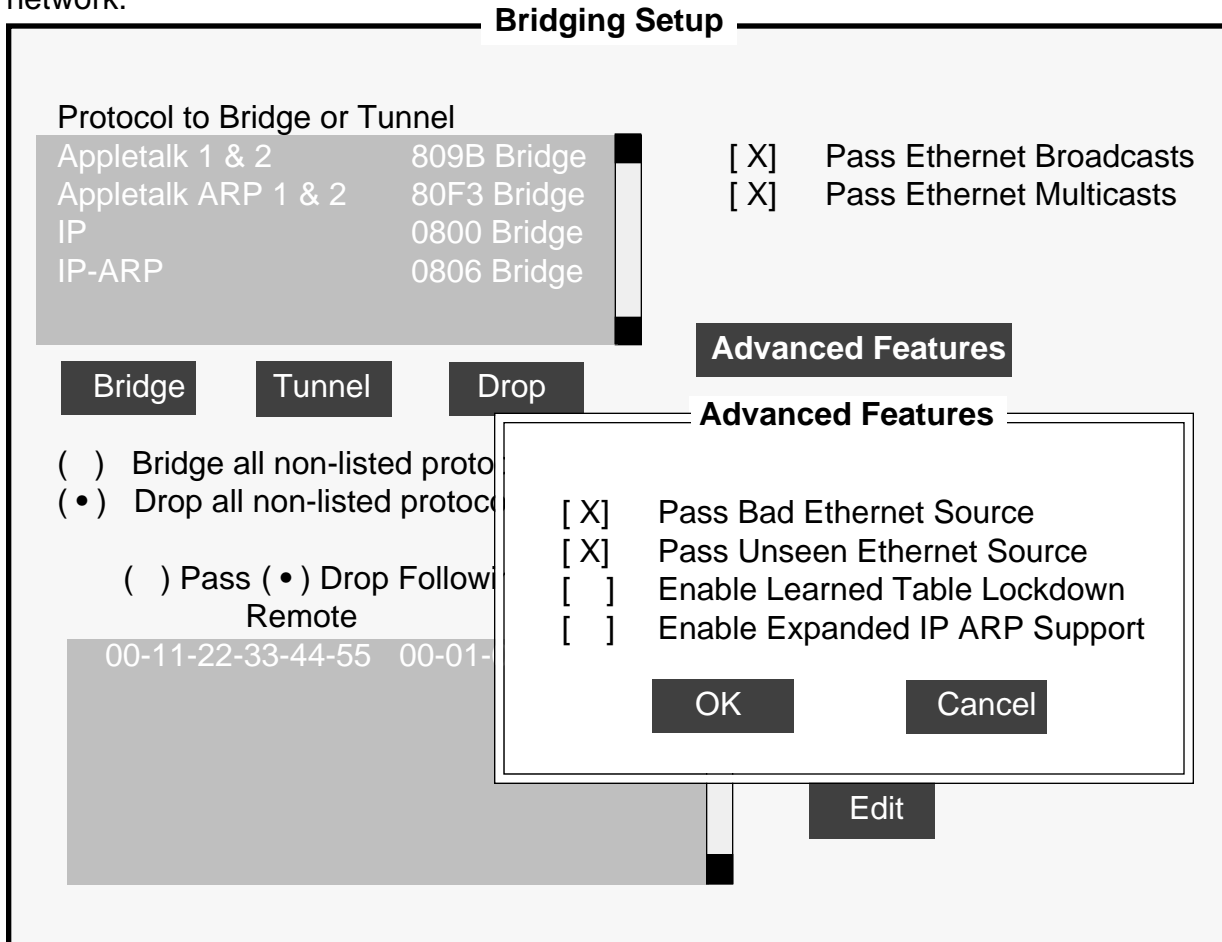 network.
Bridging Setup
Protocol to Bridge or Tunnel
Appletalk 1 & 2 809B Bridge
Appletalk ARP 1 & 2 80F3 Bridge
IP 0800 Bridge
IP-ARP 0806 Bridge
[ X] Pass Ethernet Broadcasts
[ X] Pass Ethernet Multicasts
Advanced Features
Bridge Tunnel Drop
( ) Bridge all non-listed
(•) Drop all non-listed
( ) Pass (•) Drop
Remote
00-11-22-33-44-55 00-01-
Advanced Features
[ X] Pass Bad Ethernet Source
[ X] Pass Unseen Ethernet Source
[ ] Enable Learned Table Lockdown
[ ] Enable Expanded IP ARP Support
OK Cancel
Edit